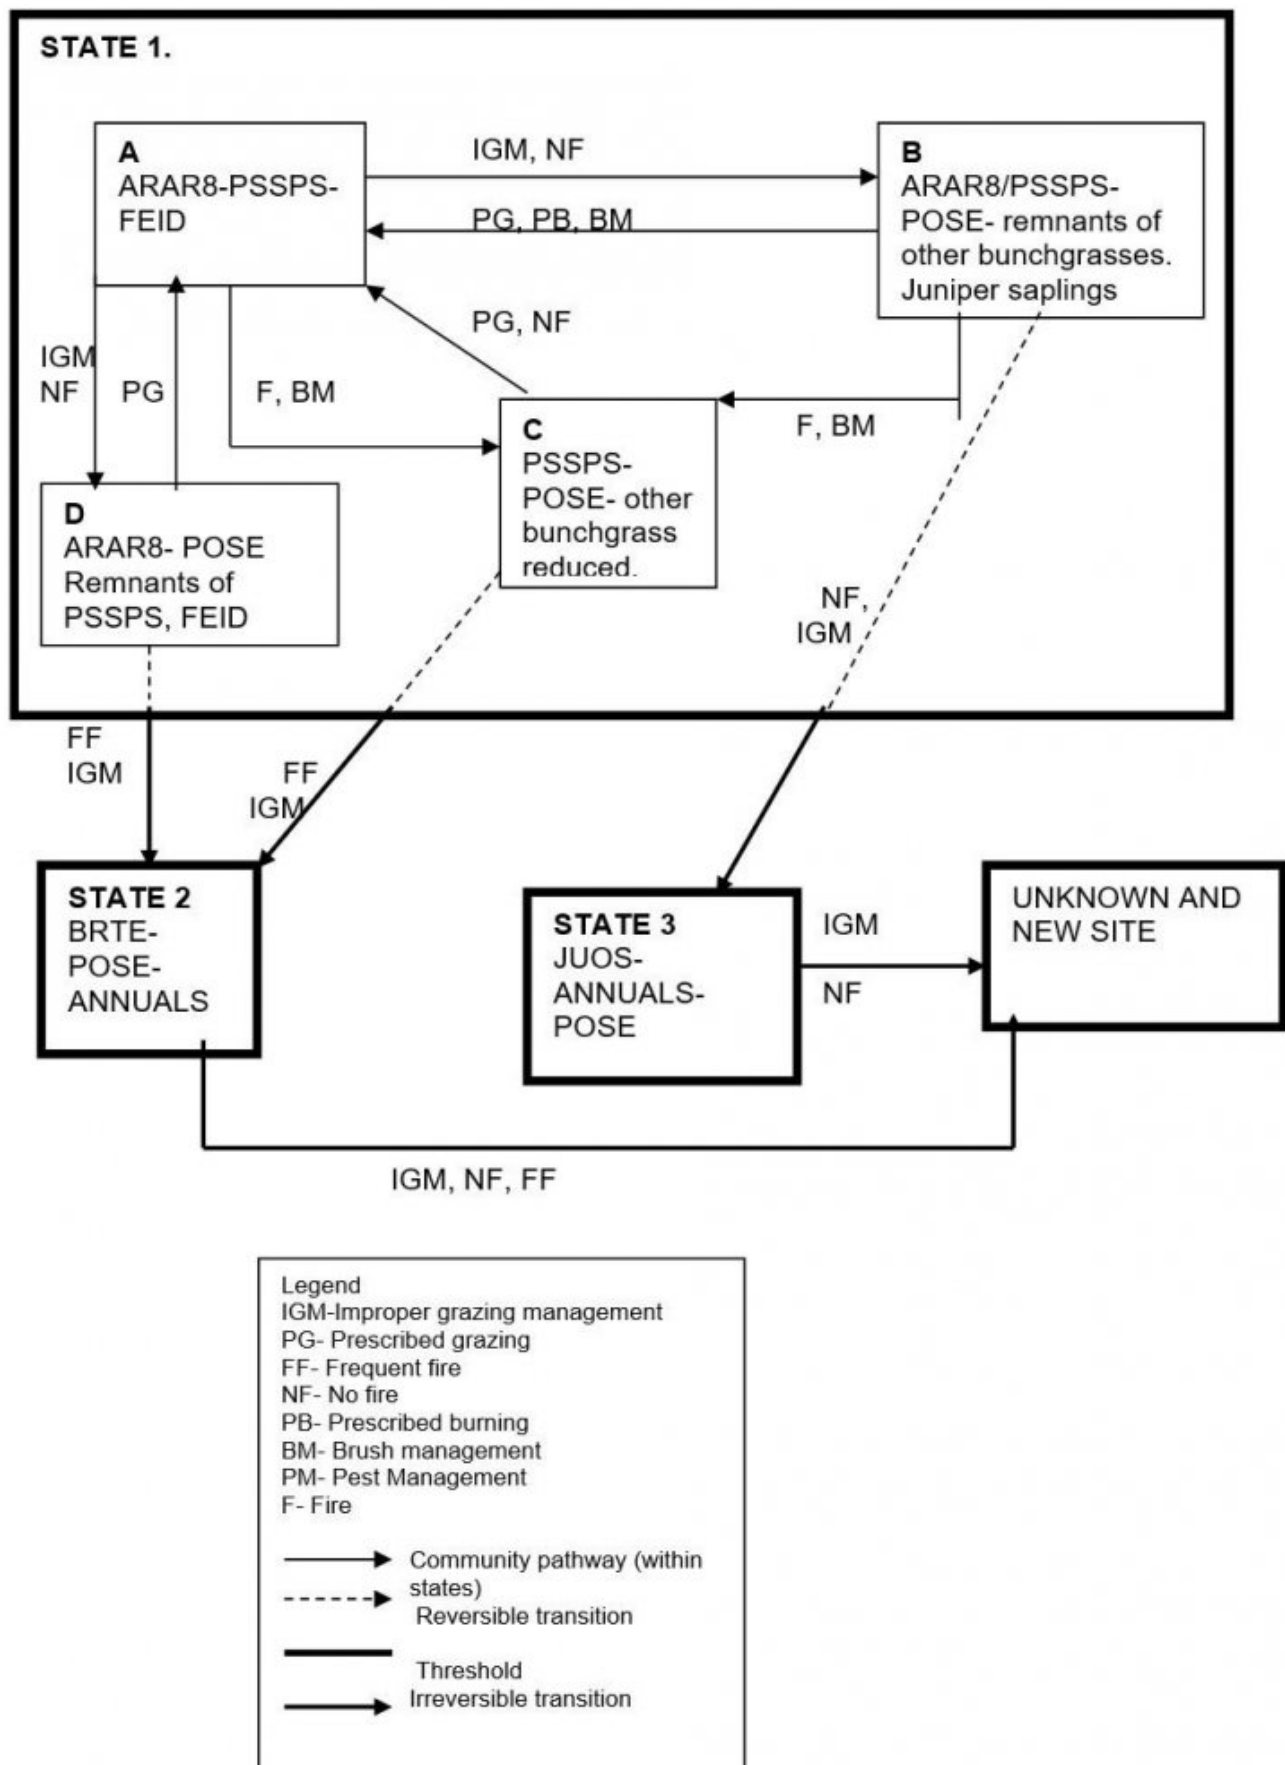 STATE 1.
A
ARAR8-PSSPS-
FEID
IGM, NF
PG, PB, BM
B
ARAR8/PSSPS-
POSE- remnants of
other bunchgrasses.
Juniper saplings
PG, NF
IGM
NF
PG
F, BM
F, BM
C
PSSPS-
POSE- other
bunchgrass
reduced.
D
ARAR8- POSE
Remnants of
PSSPS, FEID
NF,
IGM
FF
IGM
FF
IGM
STATE 2
BRTE-
POSE-
ANNUALS
STATE 3
JUOS-
ANNUALS-
POSE
IGM
NF
UNKNOWN AND
NEW SITE
IGM, NF, FF
Legend
IGM-Improper grazing management
PG- Prescribed grazing
FF- Frequent fire
NF- No fire
PB- Prescribed burning
BM- Brush management
PM- Pest Management
F- Fire
Community pathway (within
states)
Reversible transition
Threshold
Irreversible transition